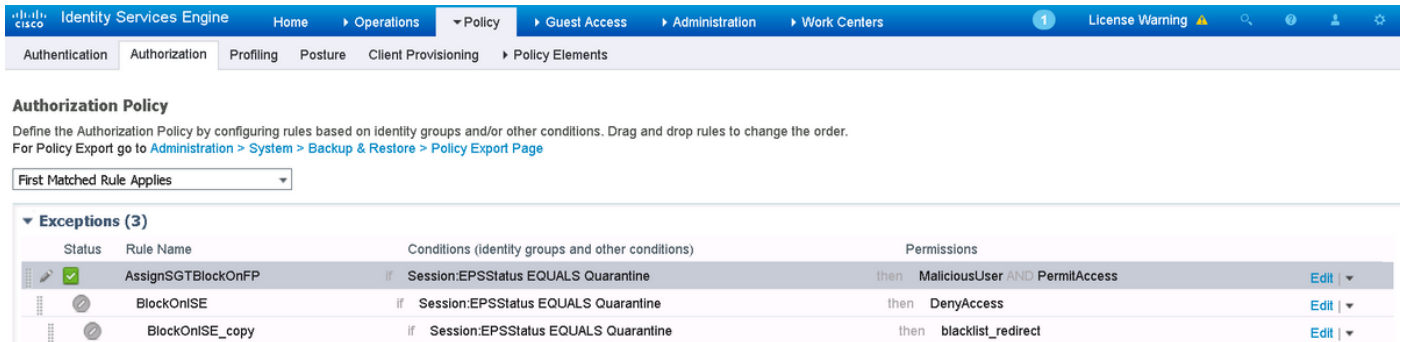 cisco Identity Services Engine Home Operations Policy Guest Access Administration Work Centers 1 License Warning
Authentication Authorization Profiling Posture Client Provisioning Policy Elements
Authorization Policy
Define the Authorization Policy by configuring rules based on identity groups and/or other conditions. Drag and drop rules to change the order.
For Policy Export go to Administration > System > Backup & Restore > Policy Export Page
First Matched Rule Applies
Exceptions (3)
Status Rule Name Conditions (identity groups and other conditions) Permissions
AssignSGTBlockOnFP if Session:EPSStatus EQUALS Quarantine then MaliciousUser AND PermitAccess Edit |
BlockOnISE if Session:EPSStatus EQUALS Quarantine then DenyAccess Edit |
BlockOnISE_copy if Session:EPSStatus EQUALS Quarantine then blacklist_redirect Edit |